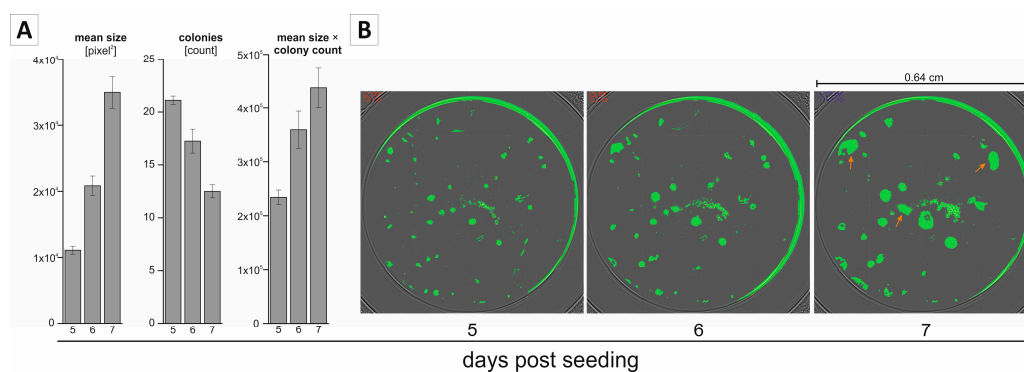 A
mean size
[pixel²]
4x10⁴
3x10⁴
2x10⁴
1x10⁴
0
5 6 7
colonies
[count]
25
20
15
10
5
0
5 6 7
mean size ×
colony count
5x10⁵
4x10⁵
3x10⁵
2x10⁵
1x10⁵
0
5 6 7
B
0.64 cm
5 6 7
days post seeding